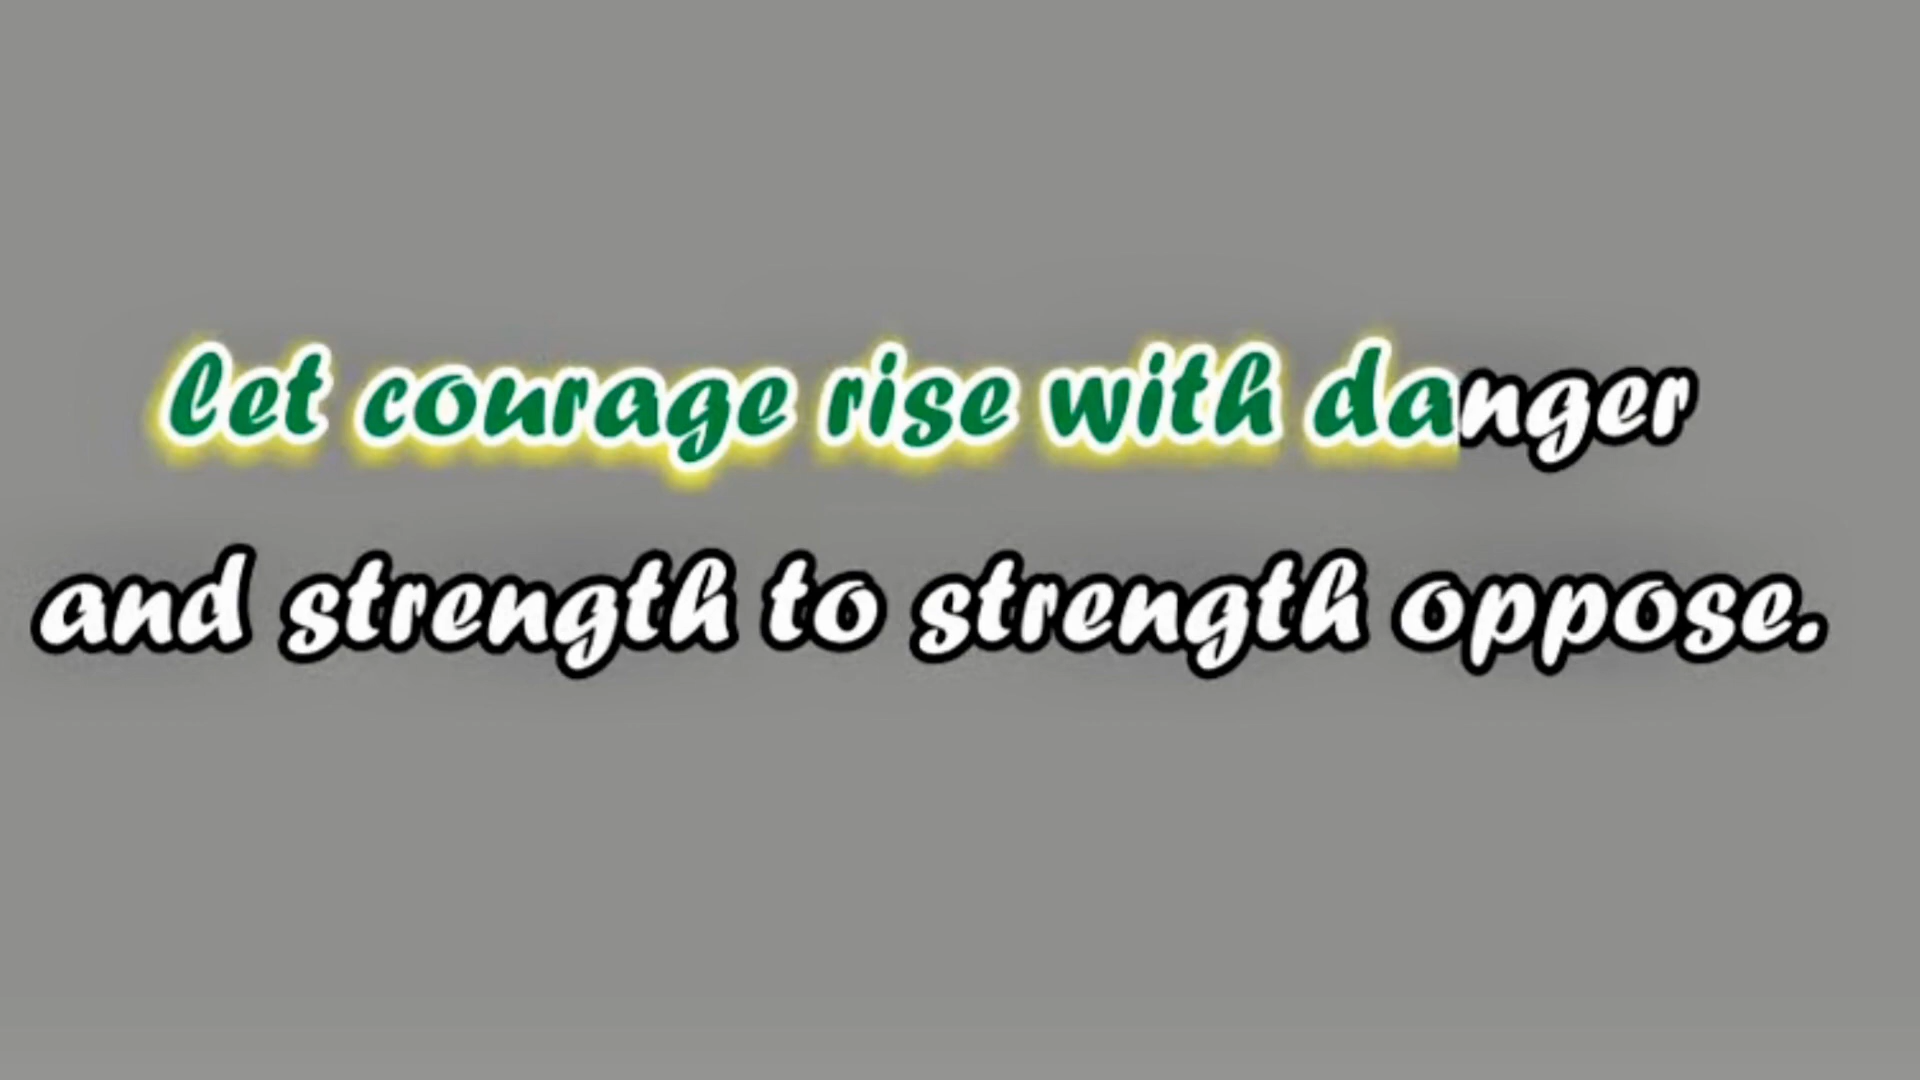 let courage rise with danger
and strength to strength oppose.